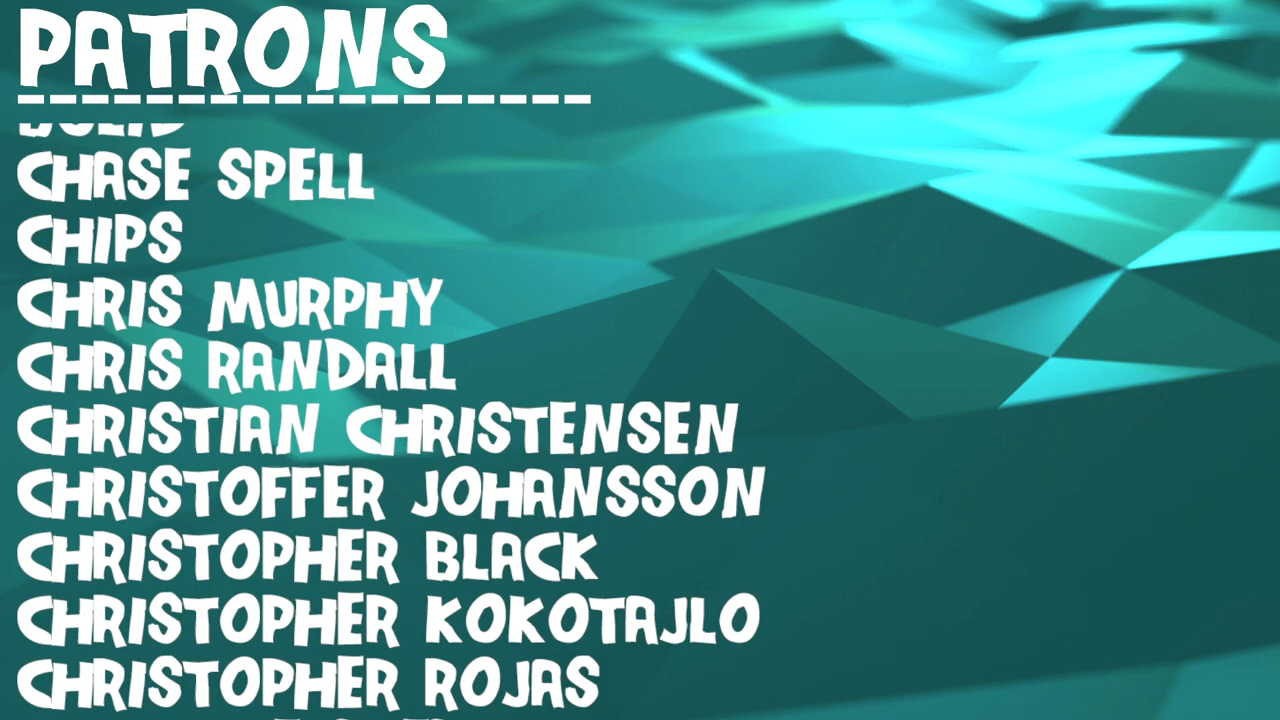 PATRONS
CHASE SPELL
CHIPS
CHRIS MURPHY
CHRIS RANDALL
CHRISTIAN CHRISTENSEN
CHRISTOFFER JOHANSSON
CHRISTOPHER BLACK
CHRISTOPHER KOKOTAJLO
CHRISTOPHER ROJAS